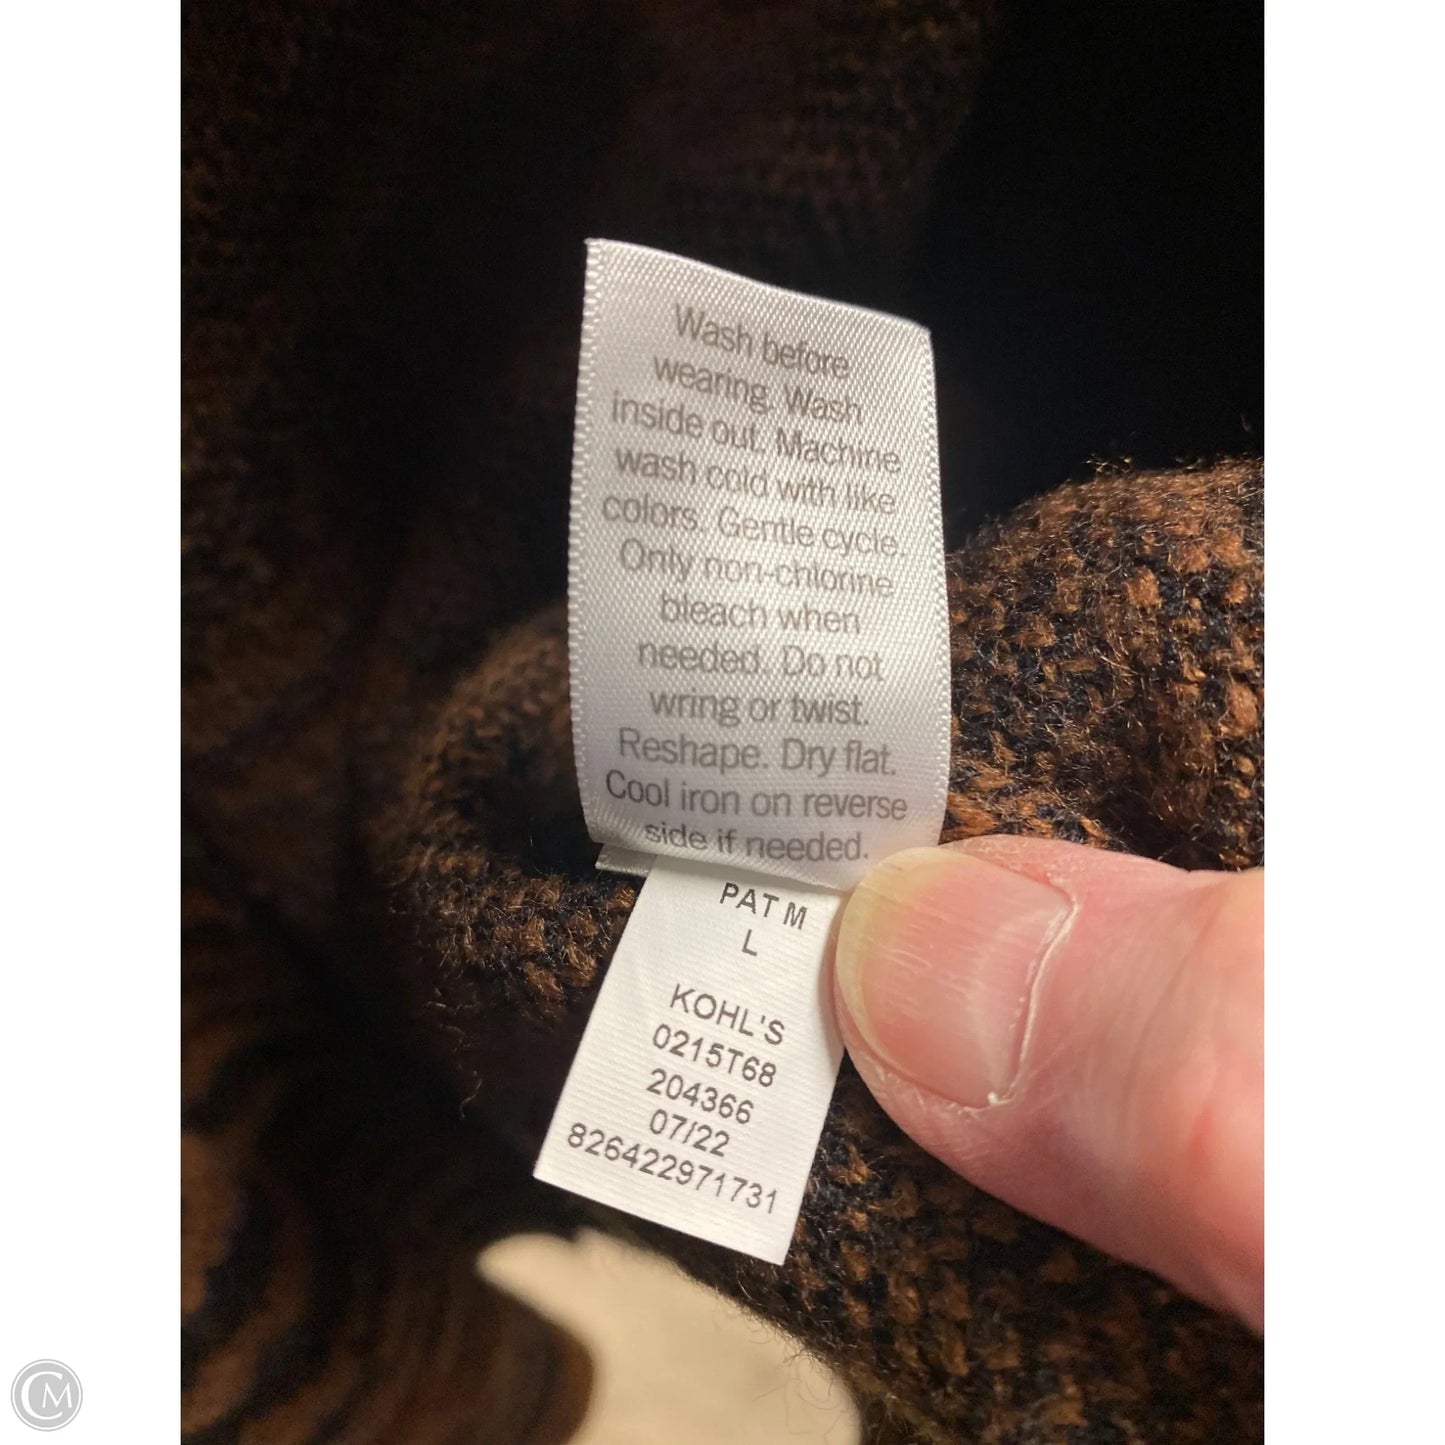 Wash before
wearing. Wash
inside out. Machine
wash cold with like
colors. Gentle cycle.
Only non-chlorine
bleach when
needed. Do not
wring or twist.
Reshape. Dry flat.
Cool iron on reverse
side if needed.
PAT M
L
KOHL'S
0215T68
204366
07/22
826422971731
CM